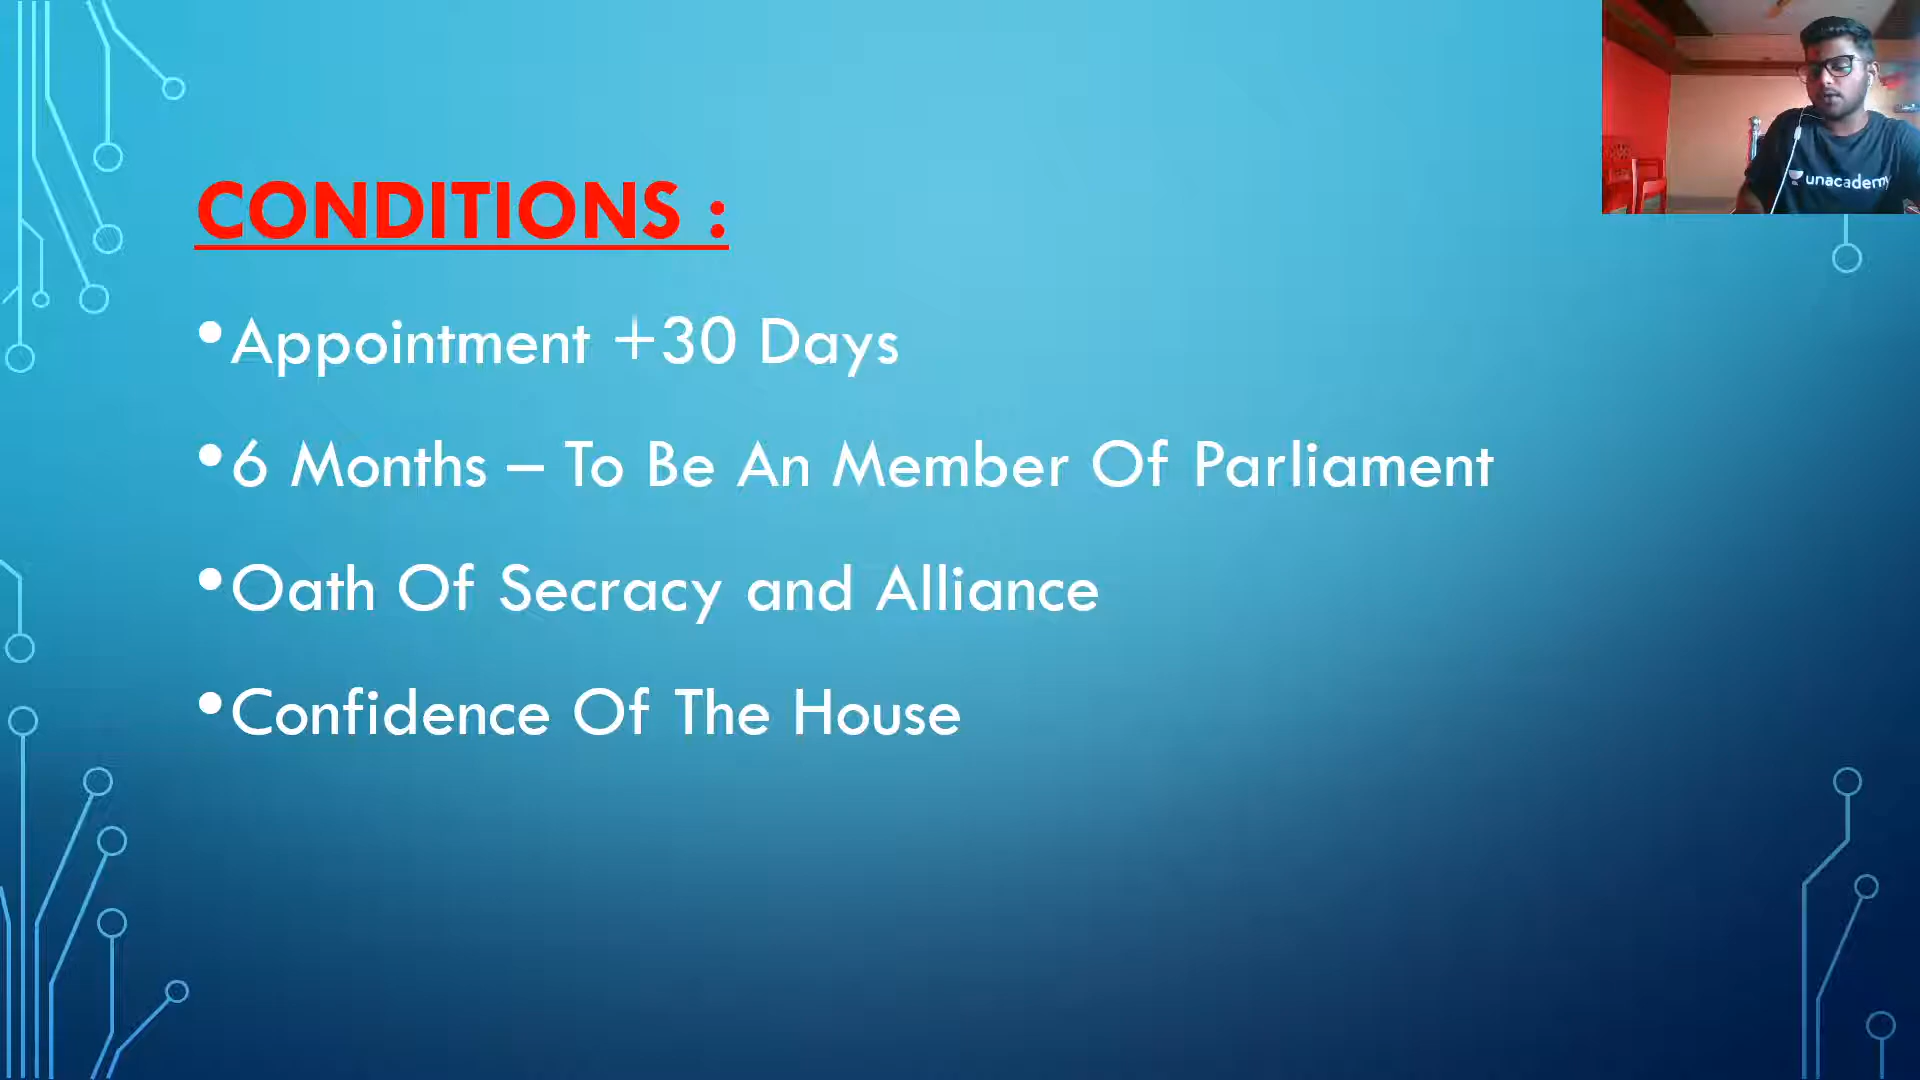 CONDITIONS :
•Appointment +30 Days
•6 Months – To Be An Member Of Parliament
•Oath Of Secracy and Alliance
•Confidence Of The House
unacademy